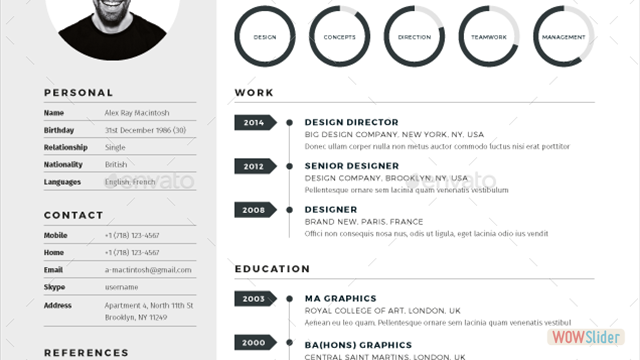 DESIGN
CONCEPTS
DIRECTION
TEAMWORK
MANAGEMENT
PERSONAL
Name Alex Ray Macintosh
Birthday 31st December 1986 (30)
Relationship Single
Nationality British
Languages English, French
CONTACT
Mobile +1 (718) 123-4567
Home +1 (718) 123-4567
Email a-mactintosh@gmail.com
Skype username
Address Apartment 4, North 11th St
Brooklyn, NY 11249
REFERENCES
WORK
2014 DESIGN DIRECTOR
BIG DESIGN COMPANY, NEW YORK, NY, USA
Donec ullam corper nulla non metus auctor commodo luctus nisi erat porttitor
2012 SENIOR DESIGNER
DESIGN COMPANY, BROOKLYN, NY, USA
Pellentesque ornare sem lacinia quam venenatis vestibulum
2008 DESIGNER
BRAND NEW, PARIS, FRANCE
Offici non consequis nosa nus, odis ut ligula, eget lacinia odio ius vendit
EDUCATION
2003 MA GRAPHICS
ROYAL COLLEGE OF ART, LONDON, UK
Aenean eu leo quam. Pellentesque ornare sem lacinia quam venenatis vestibul
2000 BA(HONS) GRAPHICS
CENTRAL SAINT MARTINS, LONDON, UK
envato
envato
WOWSlider